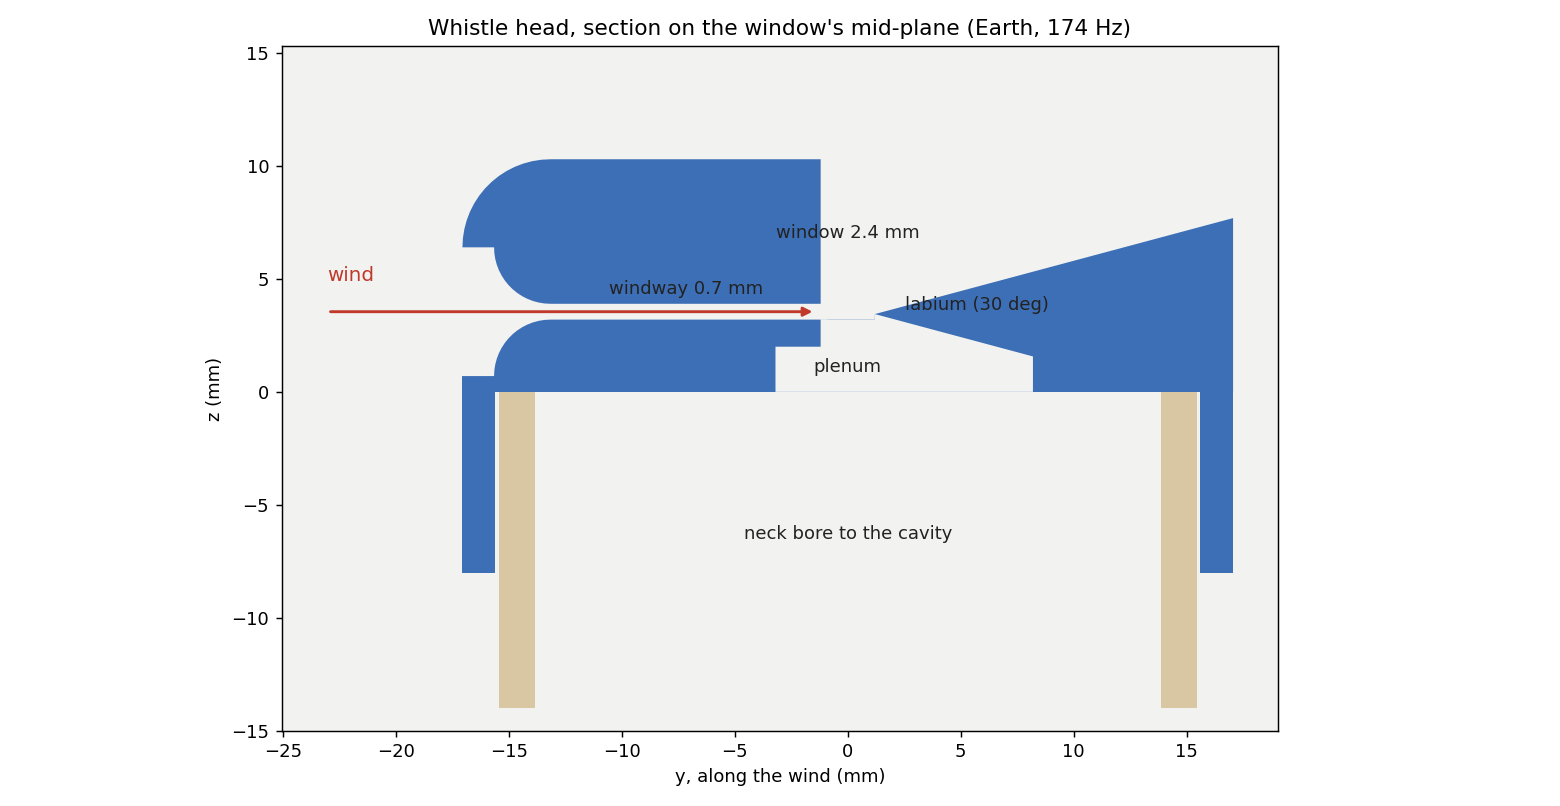 Whistle head, section on the window's mid-plane (Earth, 174 Hz)
15
10
5
0
−5
−10
−15
z (mm)
window 2.4 mm
wind
windway 0.7 mm
labium (30 deg)
plenum
neck bore to the cavity
−25
−20
−15
−10
−5
0
5
10
15
y, along the wind (mm)